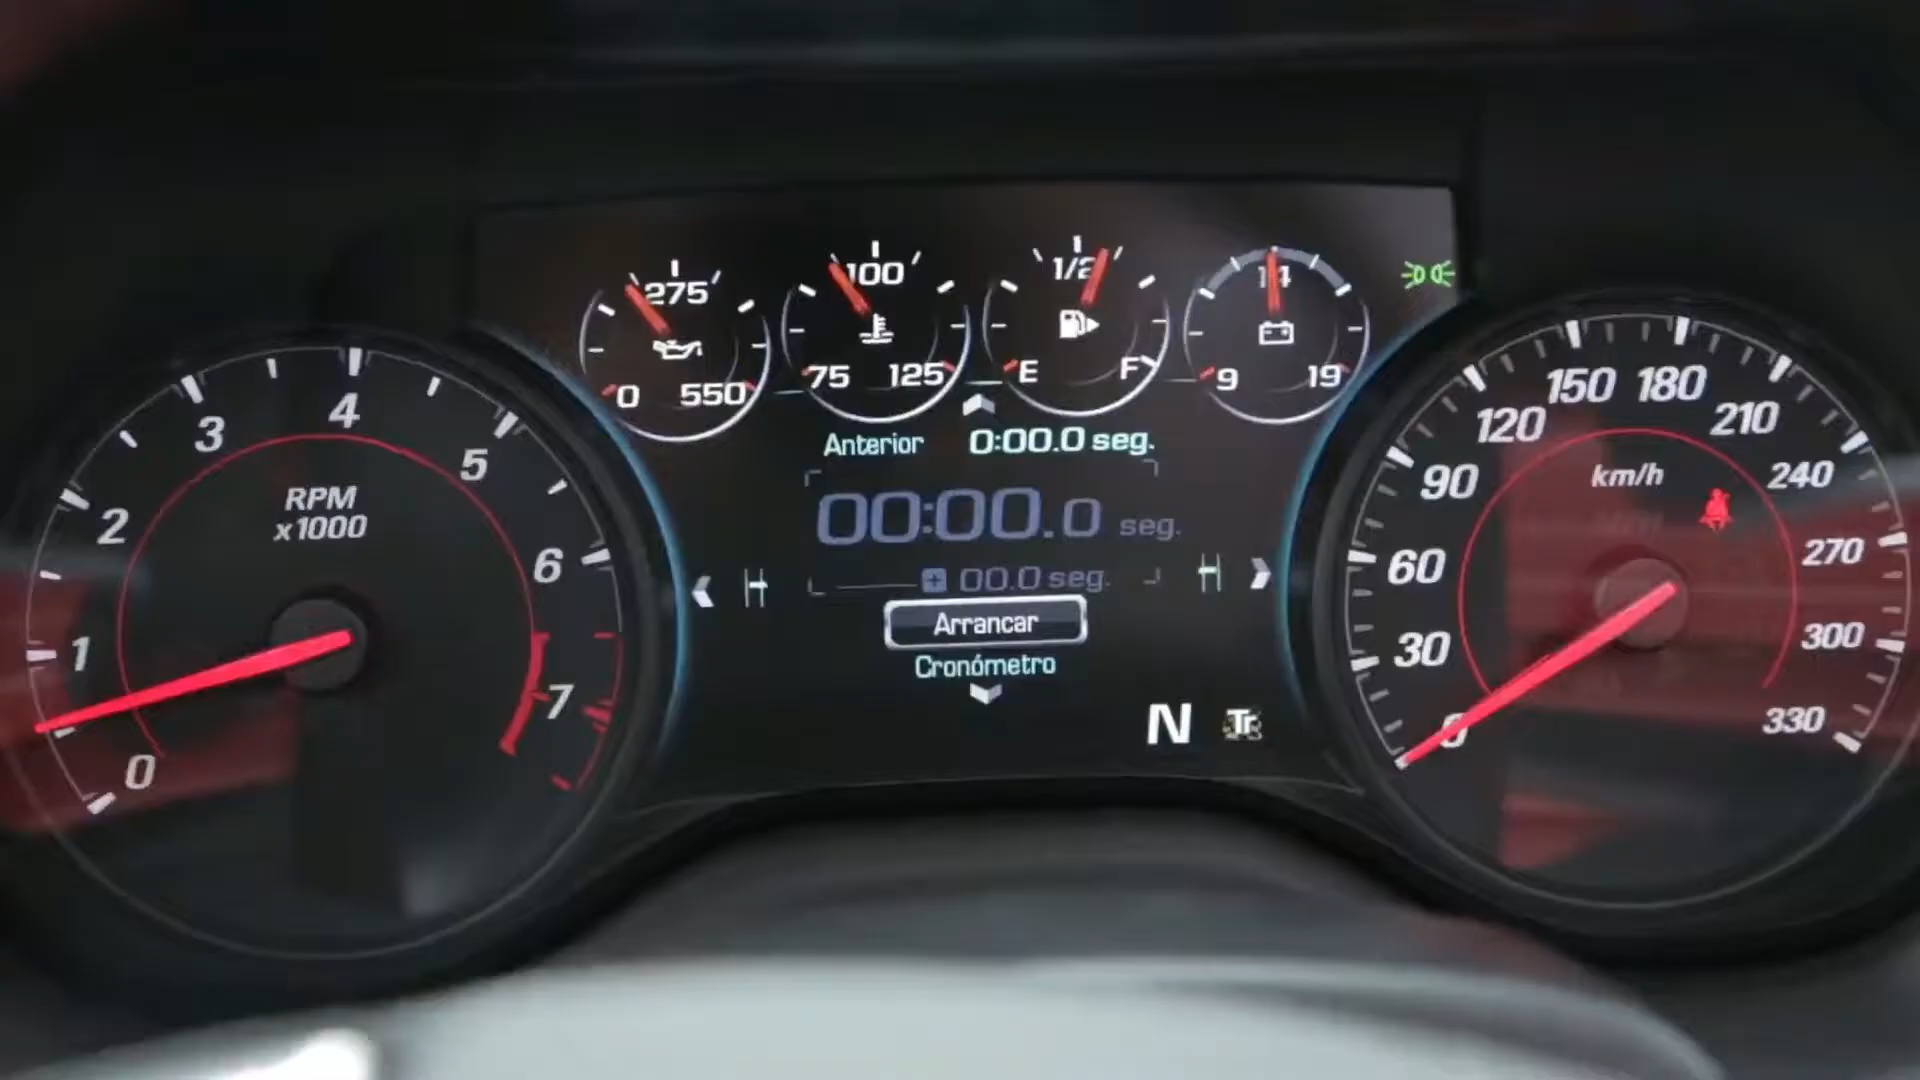 275
0 550
100
75 125
1/2
E F
14
9 19
Anterior 0:00.0 seg.
00:00.0 seg.
00.0 seg.
Arrancar
Cronómetro
N Tr
RPM
x1000
0
1
2
3
4
5
6
7
km/h
0
30
60
90
120
150
180
210
240
270
300
330